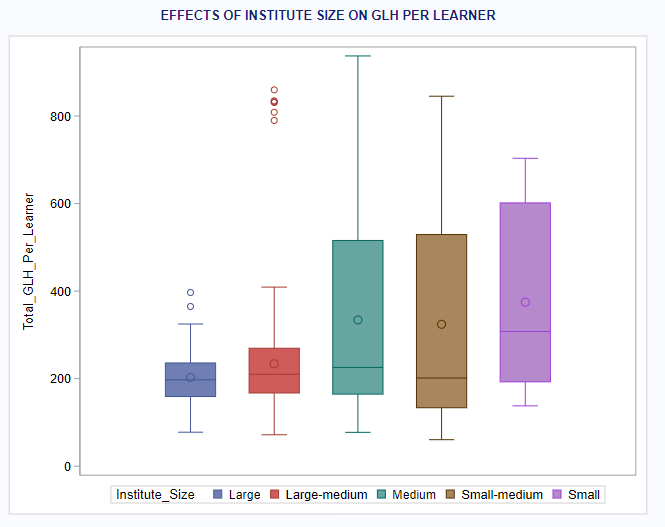 EFFECTS OF INSTITUTE SIZE ON GLH PER LEARNER
Total_GLH_Per_Learner
800
600
400
200
0
Institute_Size Large Large-medium Medium Small-medium Small